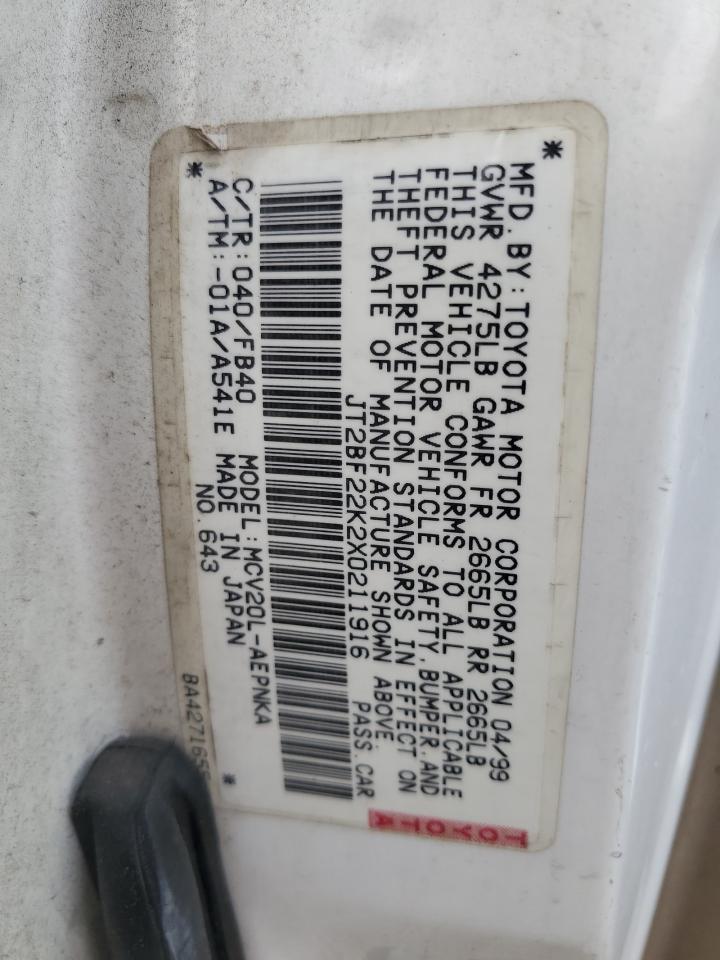 *
MFD. BY: TOYOTA MOTOR CORPORATION 04/99
GVWR 4275LB GAWR FR 2665LB RR 2665LB
THIS VEHICLE CONFORMS TO ALL APPLICABLE
FEDERAL MOTOR VEHICLE SAFETY, BUMPER, AND
THEFT PREVENTION STANDARDS IN EFFECT ON
THE DATE OF MANUFACTURE SHOWN ABOVE.
JT2BF22K2X0211916 PASS. CAR
TOYOTA
C/TR: 040/FB40 MODEL: MCV20L-AEPNKA
A/TM: -01A/A541E MADE IN JAPAN
* NO. 643 *